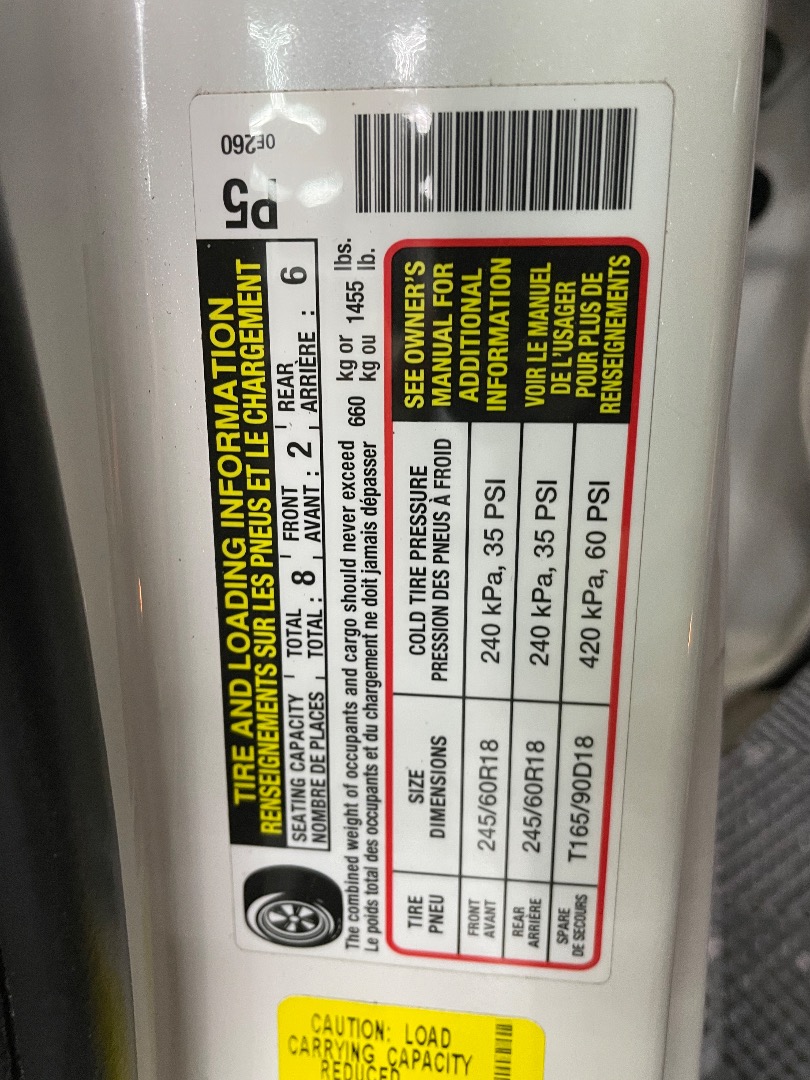 P5
0E260
TIRE AND LOADING INFORMATION
RENSEIGNEMENTS SUR LES PNEUS ET LE CHARGEMENT
SEATING CAPACITY TOTAL FRONT REAR
NOMBRE DE PLACES TOTAL : 8 AVANT : 2 ARRIÈRE : 6
The combined weight of occupants and cargo should never exceed 660 kg or 1455 lbs.
Le poids total des occupants et du chargement ne doit jamais dépasser kg ou lb.
TIRE SIZE COLD TIRE PRESSURE
PNEU DIMENSIONS PRESSION DES PNEUS À FROID
FRONT
AVANT 245/60R18 240 kPa, 35 PSI
REAR
ARRIÈRE 245/60R18 240 kPa, 35 PSI
SPARE
DE SECOURS T165/90D18 420 kPa, 60 PSI
SEE OWNER'S
MANUAL FOR
ADDITIONAL
INFORMATION
VOIR LE MANUEL
DE L'USAGER
POUR PLUS DE
RENSEIGNEMENTS
CAUTION: LOAD
CARRYING CAPACITY
REDUCED